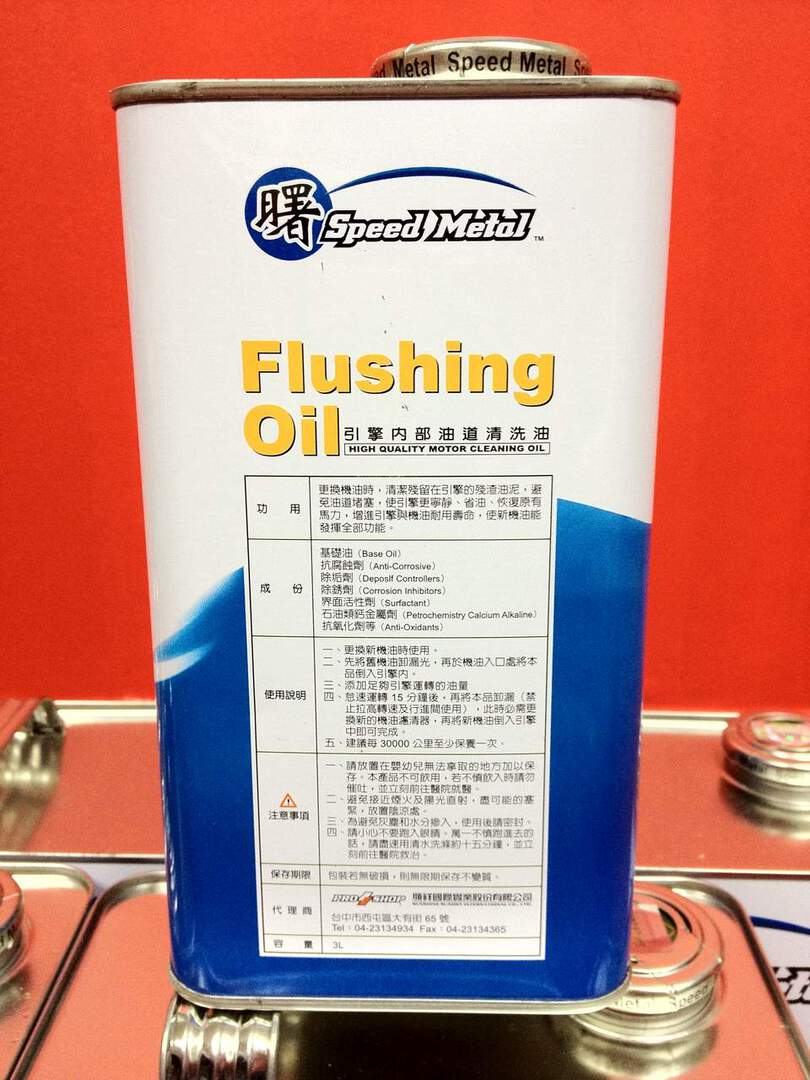 Metal Speed Metal
曙 Speed Metal TM
Flushing
Oil 引擎內部油道清洗油
HIGH QUALITY MOTOR CLEANING OIL
功 用
更換機油時，清潔殘留在引擎的殘渣油泥，避
免油道堵塞，使引擎更寧靜、省油、恢復原有
馬力，增進引擎與機油耐用壽命，使新機油能
發揮全部功能。
成 份
基礎油（Base Oil）
抗腐蝕劑（Anti-Corrosive）
除垢劑（Deposlf Controllers）
除銹劑（Corrosion Inhibitors）
界面活性劑（Surfactant）
石油類鈣金屬劑（Petrochemistry Calcium Alkaline）
抗氧化劑等（Anti-Oxidants）
使用說明
一、更換新機油時使用。
二、先將舊機油卸漏光，再於機油入口處將本
品倒入引擎內。
三、添加足夠引擎運轉的油量
四、怠速運轉 15 分鐘後，再將本品卸漏（禁
止拉高轉速及行進間使用），此時必需更
換新的機油濾清器，再將新機油倒入引擎
中即可完成。
五、建議每 30000 公里至少保養一次。
注意事項
一、請放置在嬰幼兒無法拿取的地方加以保
存。本產品不可飲用，若不慎飲入時請勿
催吐，並立刻前往醫院就醫。
二、避免接近煙火及陽光直射，盡可能的塞
緊，放置陰涼處。
三、為避免灰塵和水分摻入，使用後請密封。
四、請小心不要跑入眼睛。萬一不慎跑進去的
話，請盡速用清水洗滌約十五分鐘，並立
刻前往醫院救治。
保存期限
包裝若無破損，則無限期保存不變質。
代 理 商
PRO SHOP 順祥國際實業股份有限公司
台中市西屯區大有街 65 號
Tel：04-23134934 Fax：04-23134365
容 量
3L